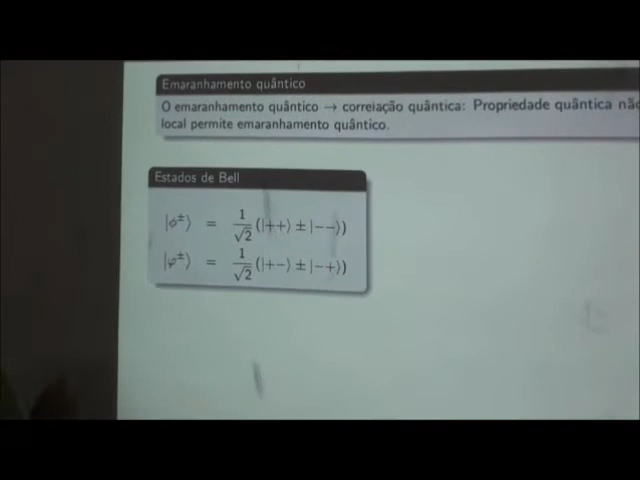 Emaranhamento quântico
O emaranhamento quântico → correlação quântica: Propriedade quântica não
local permite emaranhamento quântico.
Estados de Bell
|ϕ±⟩ = 1/√2 (|++⟩ ± |−−⟩)
|φ±⟩ = 1/√2 (|+−⟩ ± |−+⟩)